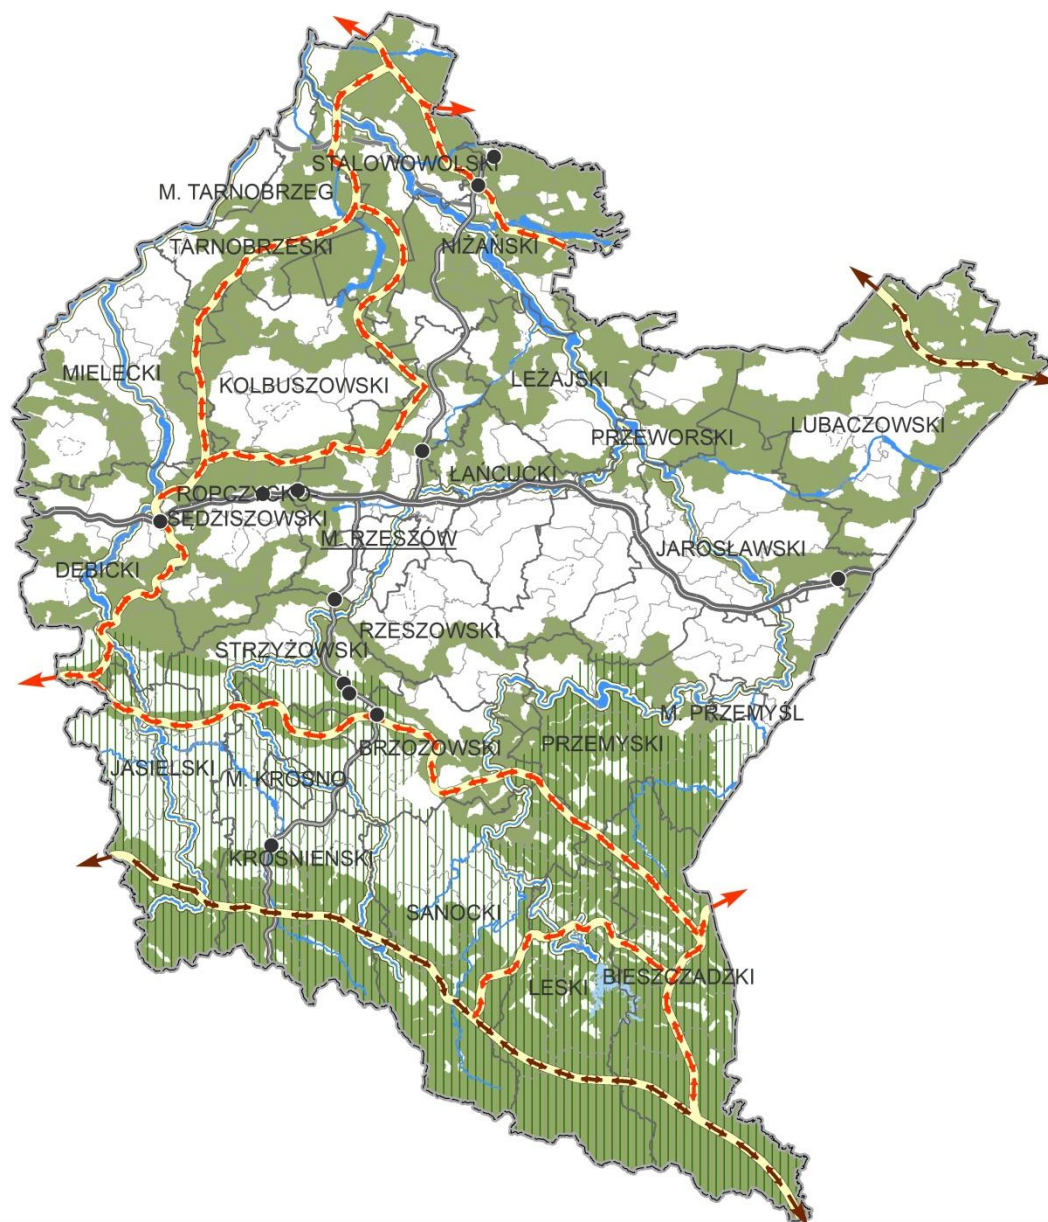 STALOWOWOLSKI
M. TARNOBRZEG
TARNOBRZESKI
NIŻAŃSKI
MIELECKI
KOLBUSZOWSKI
LEŻAJSKI
LUBACZOWSKI
PRZEWORSKI
ŁAŃCUCKI
ROPCZYCKO
SĘDZISZOWSKI
M. RZESZÓW
JAROSŁAWSKI
DĘBICKI
RZESZOWSKI
STRZYŻOWSKI
M. PRZEMYŚL
BRZOZOWSKI
PRZEMYSKI
JASIELSKI
M. KROSNO
KROŚNIEŃSKI
SANOCKI
BIESZCZADZKI
LESKI